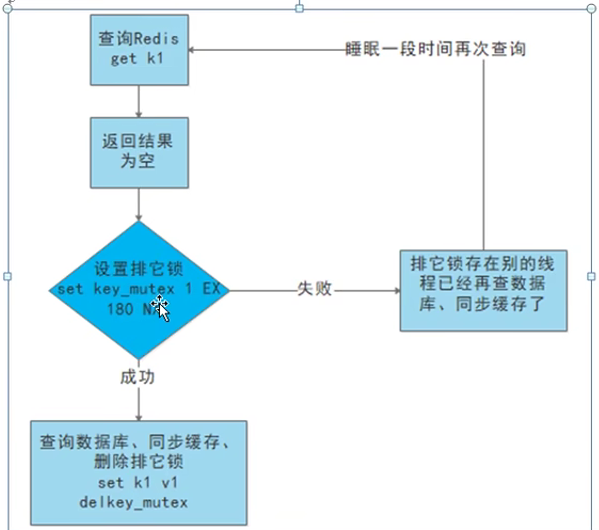 查询Redis
get k1
睡眠一段时间再次查询
返回结果
为空
设置排它锁
set key_mutex 1 EX
180 NX
失败
排它锁存在别的线
程已经再查数据
库、同步缓存了
成功
查询数据库、同步缓存、
删除排它锁
set k1 v1
delkey_mutex